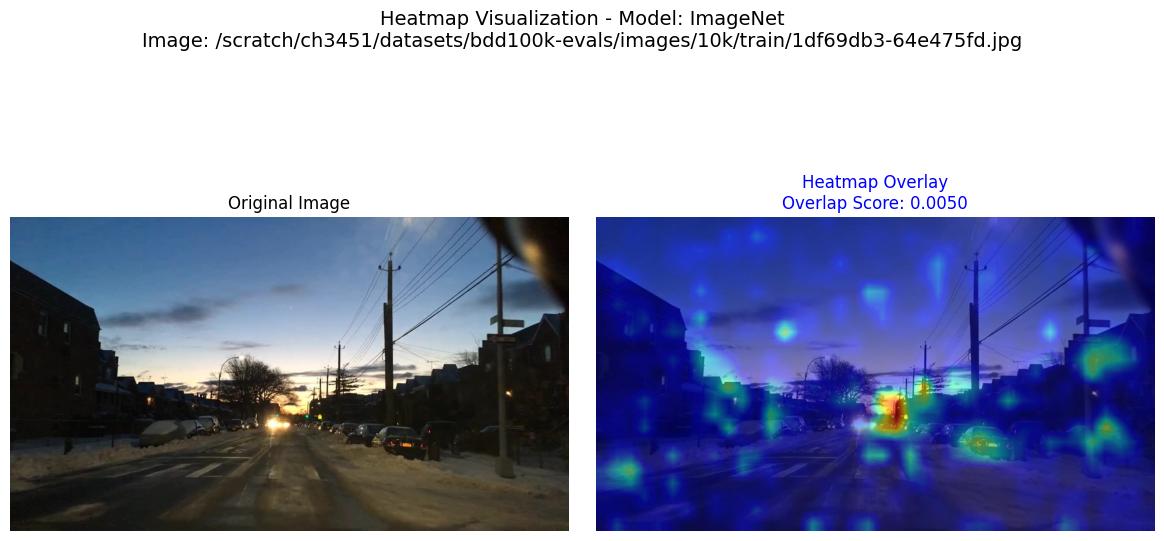 Heatmap Visualization - Model: ImageNet
Image: /scratch/ch3451/datasets/bdd100k-evals/images/10k/train/1df69db3-64e475fd.jpg
Original Image
Heatmap Overlay
Overlap Score: 0.0050